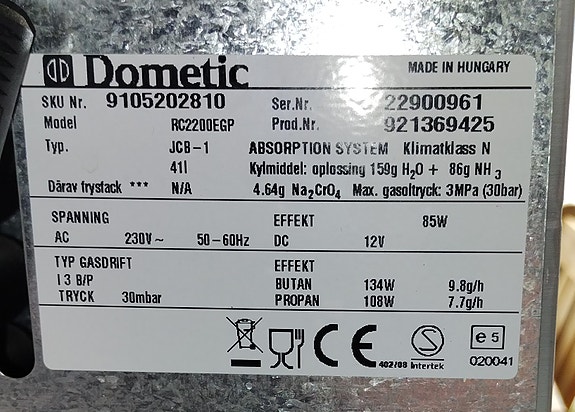 Dometic MADE IN HUNGARY
SKU Nr. 9105202810 Ser.Nr. 22900961
Model RC2200EGP Prod.Nr. 921369425
Typ. JCB-1 ABSORPTION SYSTEM Klimatklass N
41l Kylmiddel: oplossing 159g H2O + 86g NH3
Därav frysfack *** N/A 4.64g Na2CrO4 Max. gasoltryck: 3MPa (30bar)
SPANNING EFFEKT 85W
AC 230V~ 50-60Hz DC 12V
TYP GASDRIFT EFFEKT
I 3 B/P BUTAN 134W 9.8g/h
TRYCK 30mbar PROPAN 108W 7.7g/h
CE S e5
402/08 Intertek 020041